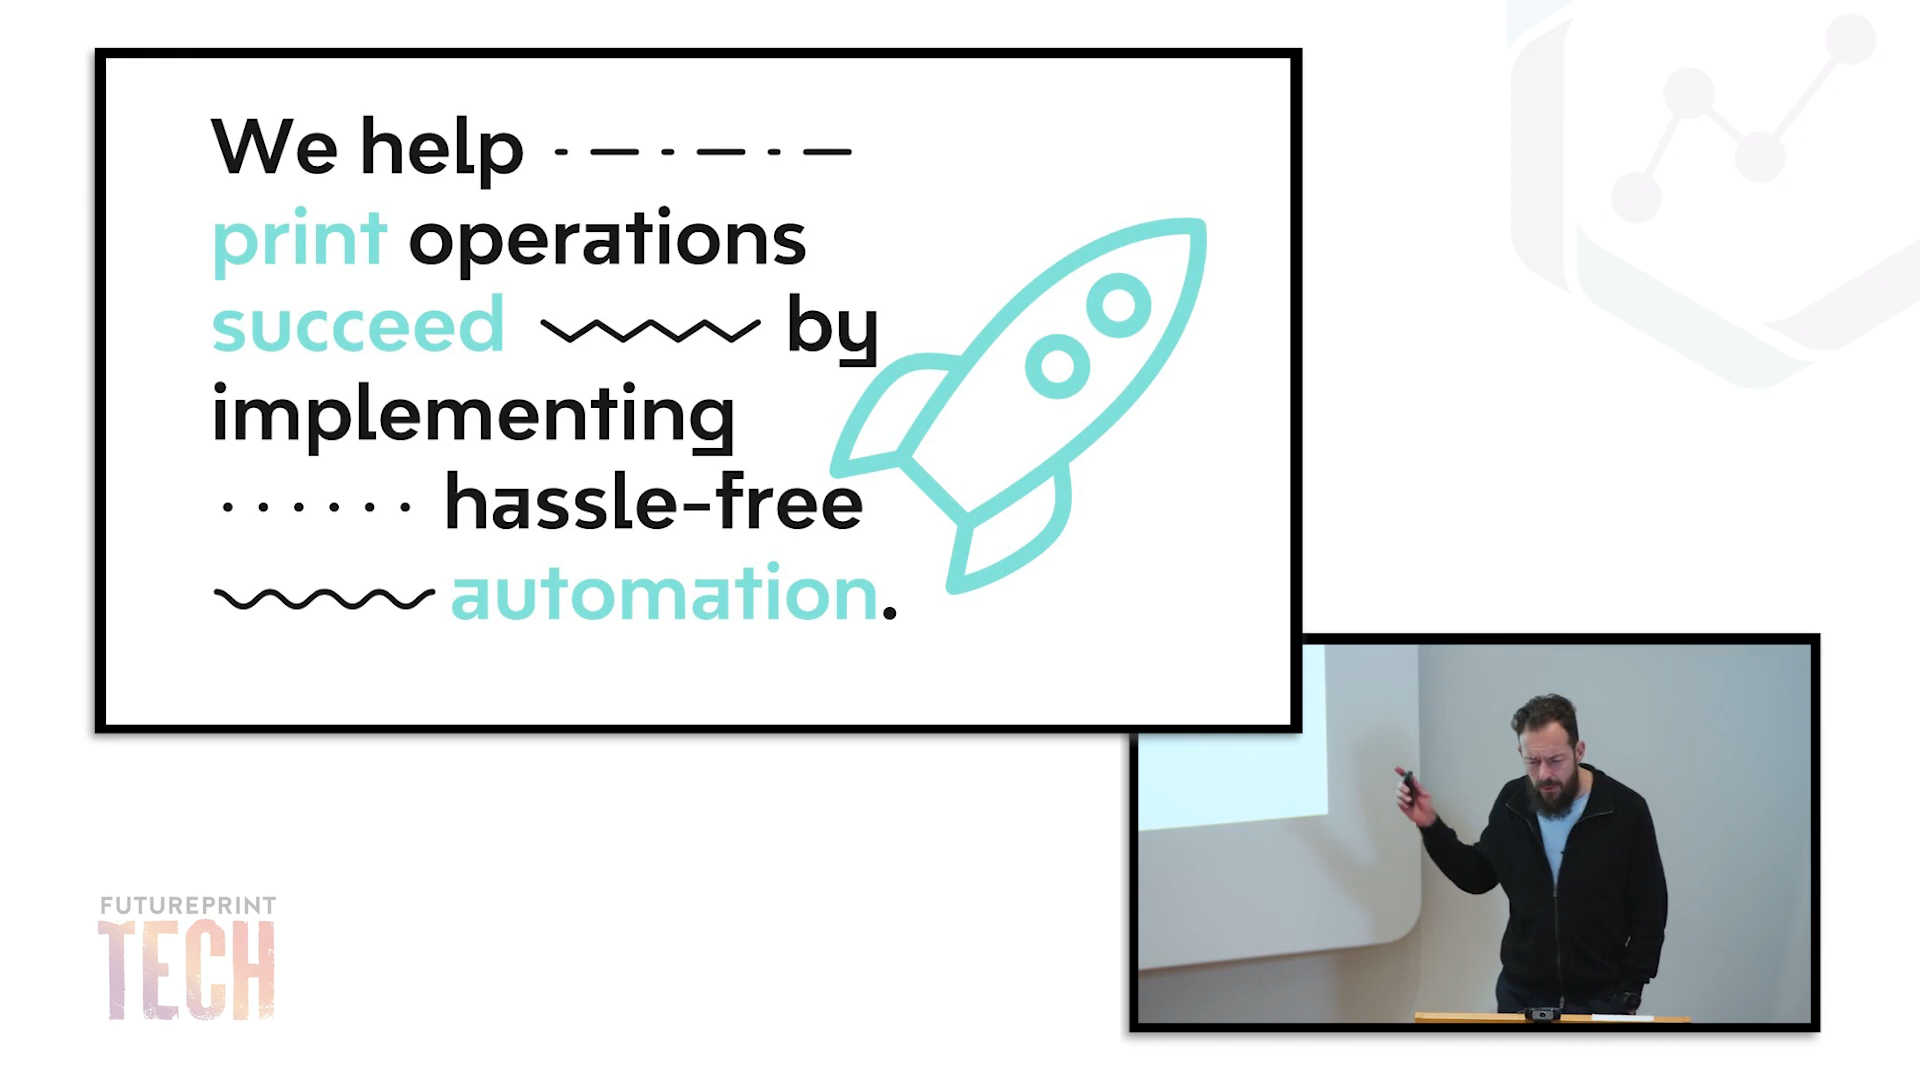 We help
print operations
succeed by
implementing
hassle-free
automation.
FUTUREPRINT
TECH